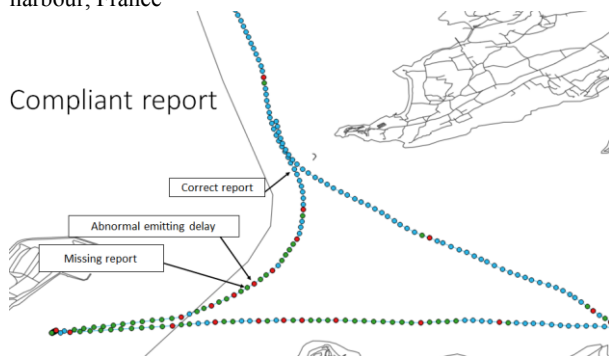 harbour, France
Compliant report
Correct report
Abnormal emitting delay
Missing report